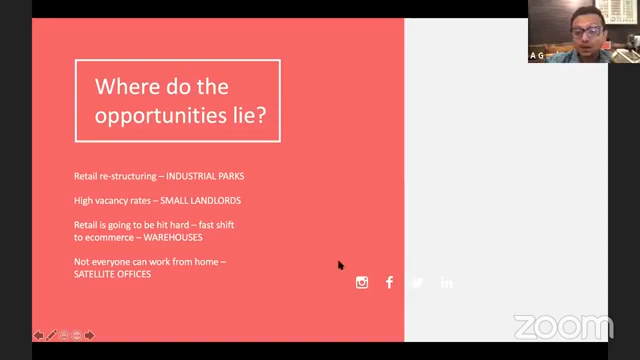 Where do the
opportunities lie?
Retail re-structuring – INDUSTRIAL PARKS
High vacancy rates – SMALL LANDLORDS
Retail is going to be hit hard – fast shift
to ecommerce – WAREHOUSES
Not everyone can work from home –
SATELLITE OFFICES
A G
zoom